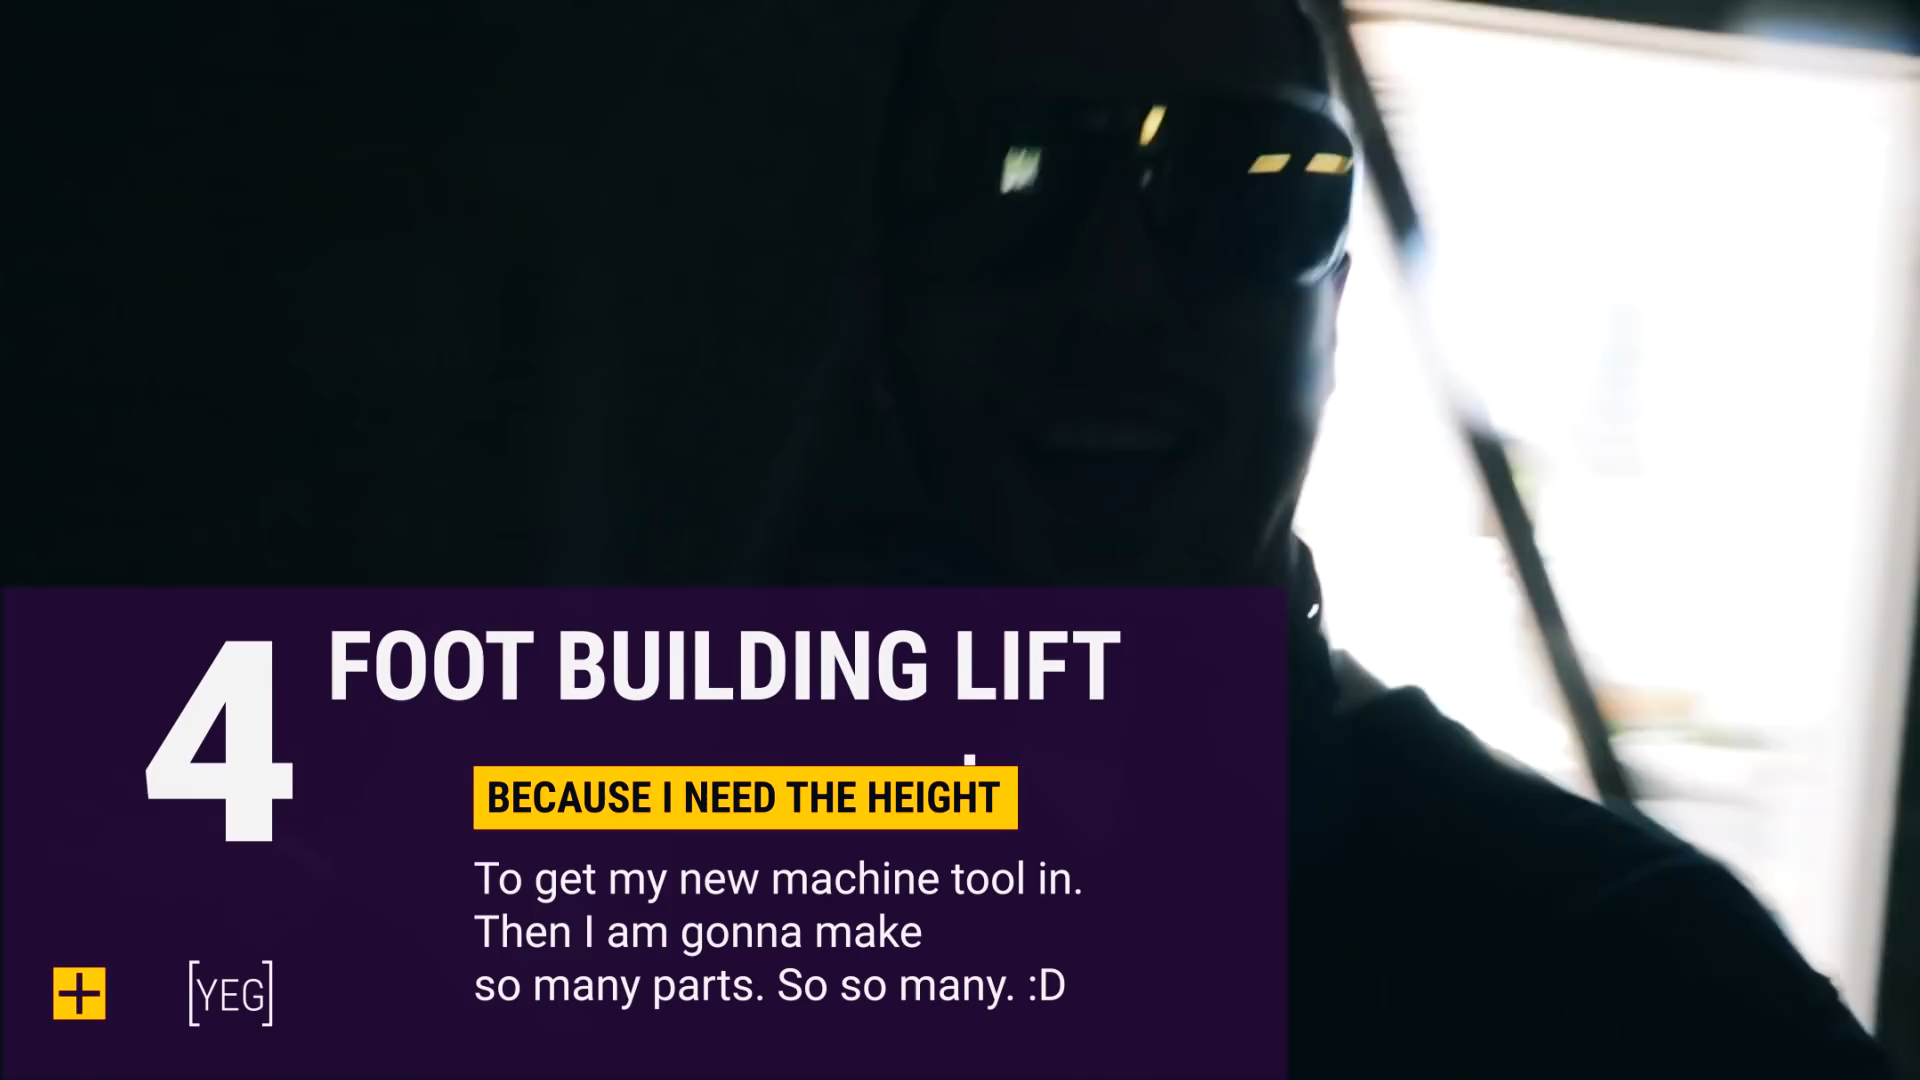 4 FOOT BUILDING LIFT
BECAUSE I NEED THE HEIGHT
To get my new machine tool in.
Then I am gonna make
so many parts. So so many. :D
+ [YEG]